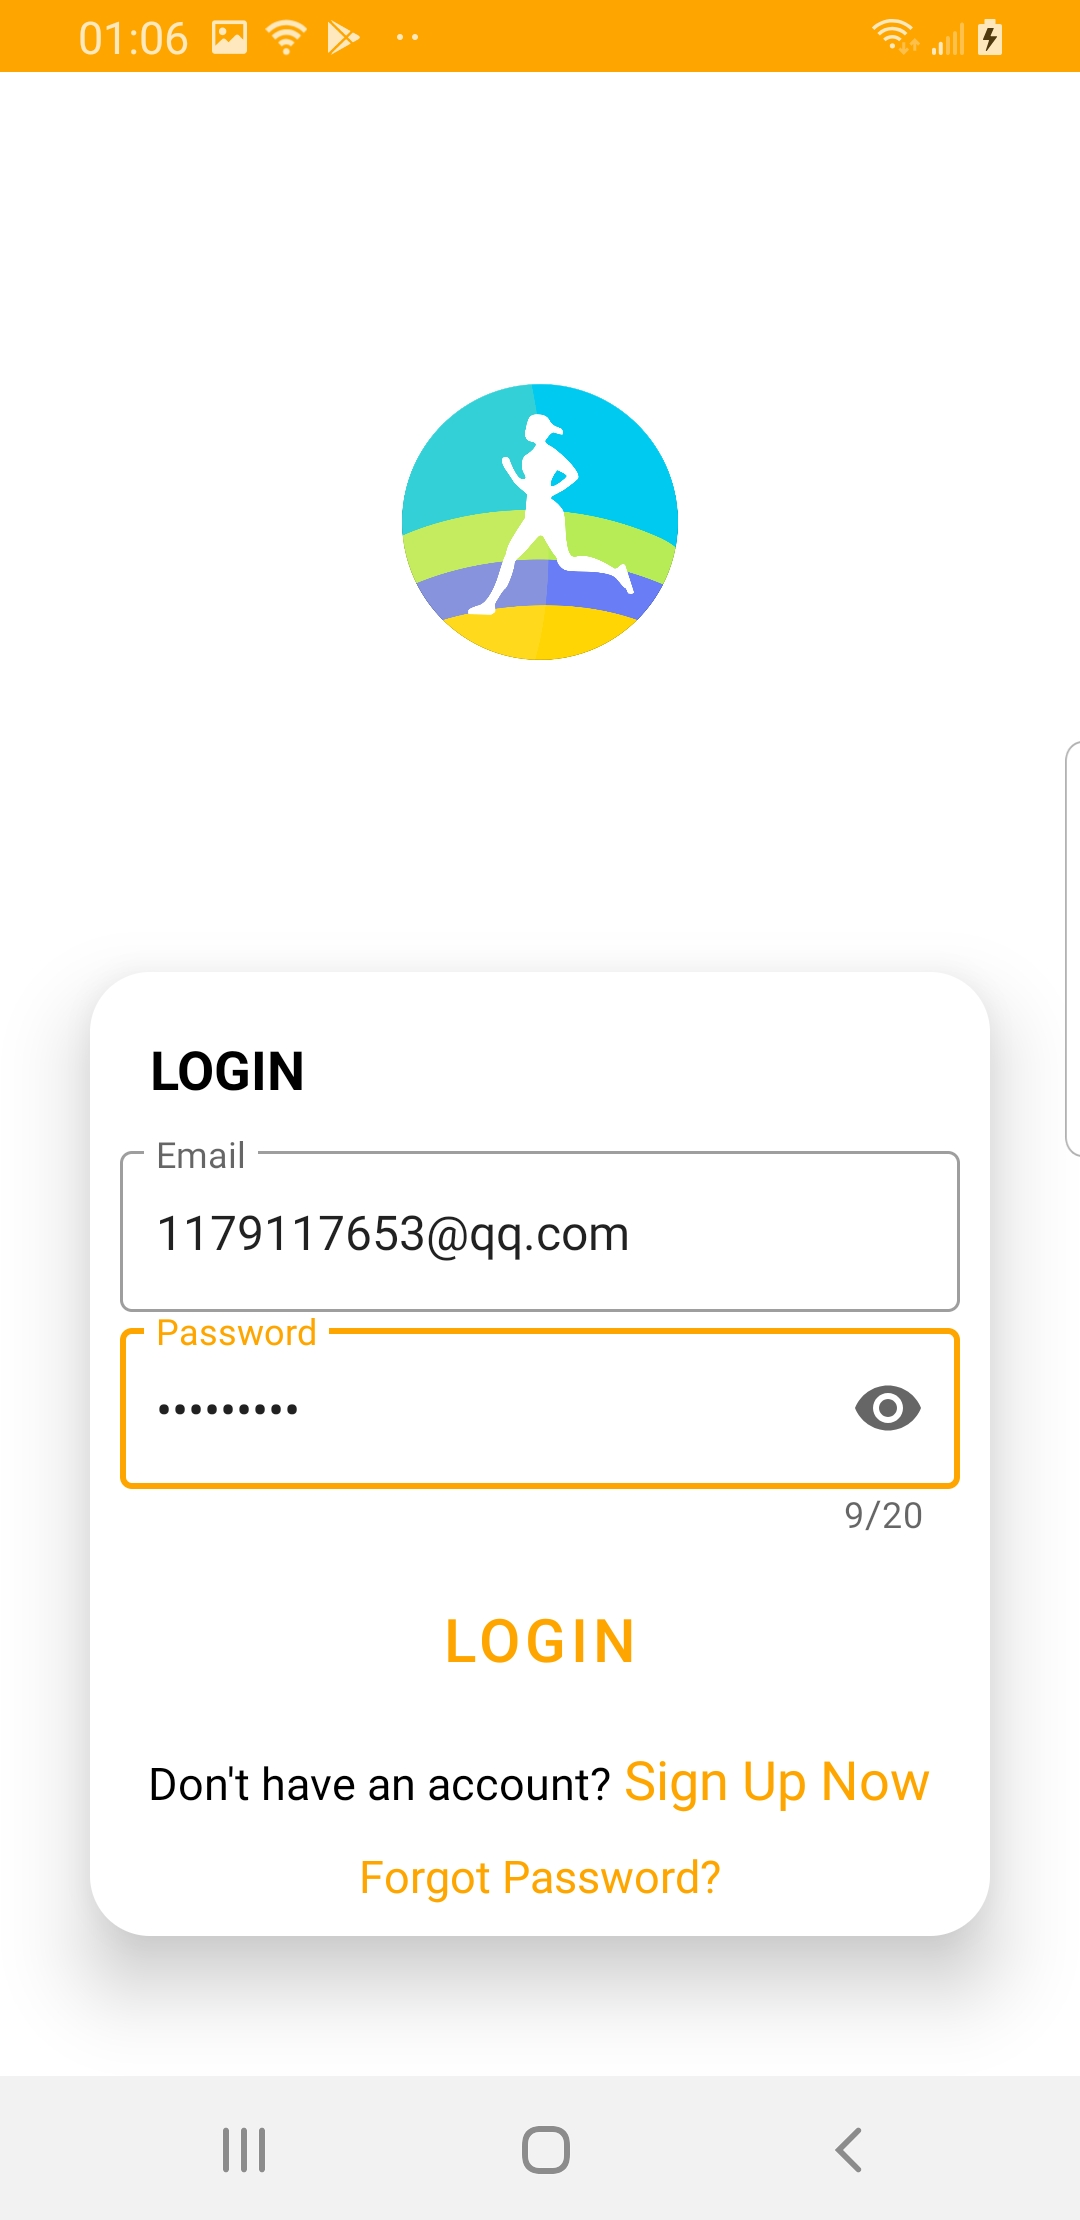 01:06
LOGIN
Email
1179117653@qq.com
Password
•••••••••
9/20
LOGIN
Don't have an account? Sign Up Now
Forgot Password?